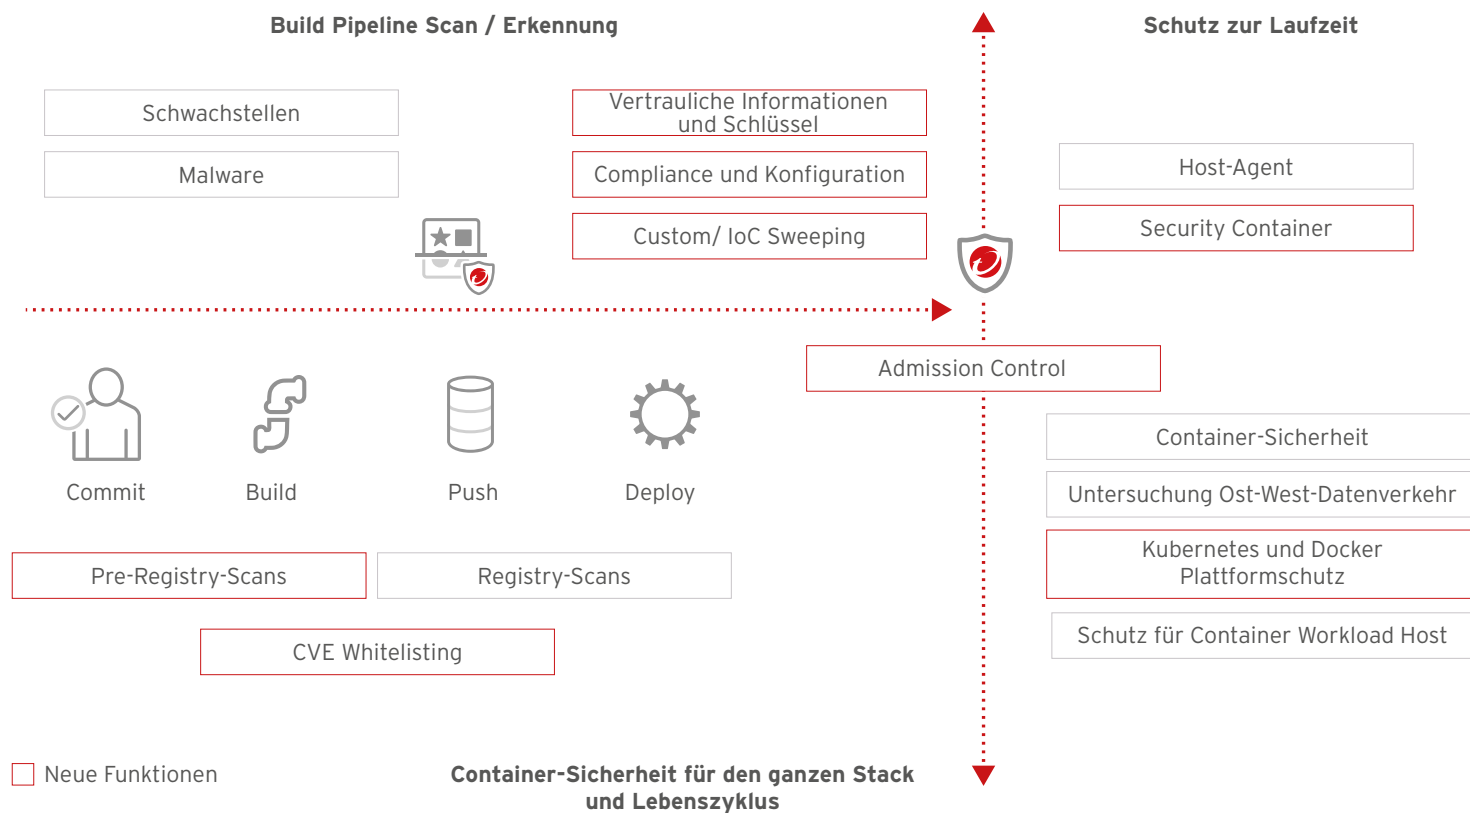 Build Pipeline Scan / Erkennung
Schutz zur Laufzeit
Schwachstellen
Malware
Vertrauliche Informationen
und Schlüssel
Compliance und Konfiguration
Custom/ IoC Sweeping
Host-Agent
Security Container
Admission Control
Commit
Build
Push
Deploy
Container-Sicherheit
Untersuchung Ost-West-Datenverkehr
Kubernetes und Docker
Plattformschutz
Schutz für Container Workload Host
Pre-Registry-Scans
Registry-Scans
CVE Whitelisting
Neue Funktionen
Container-Sicherheit für den ganzen Stack
und Lebenszyklus